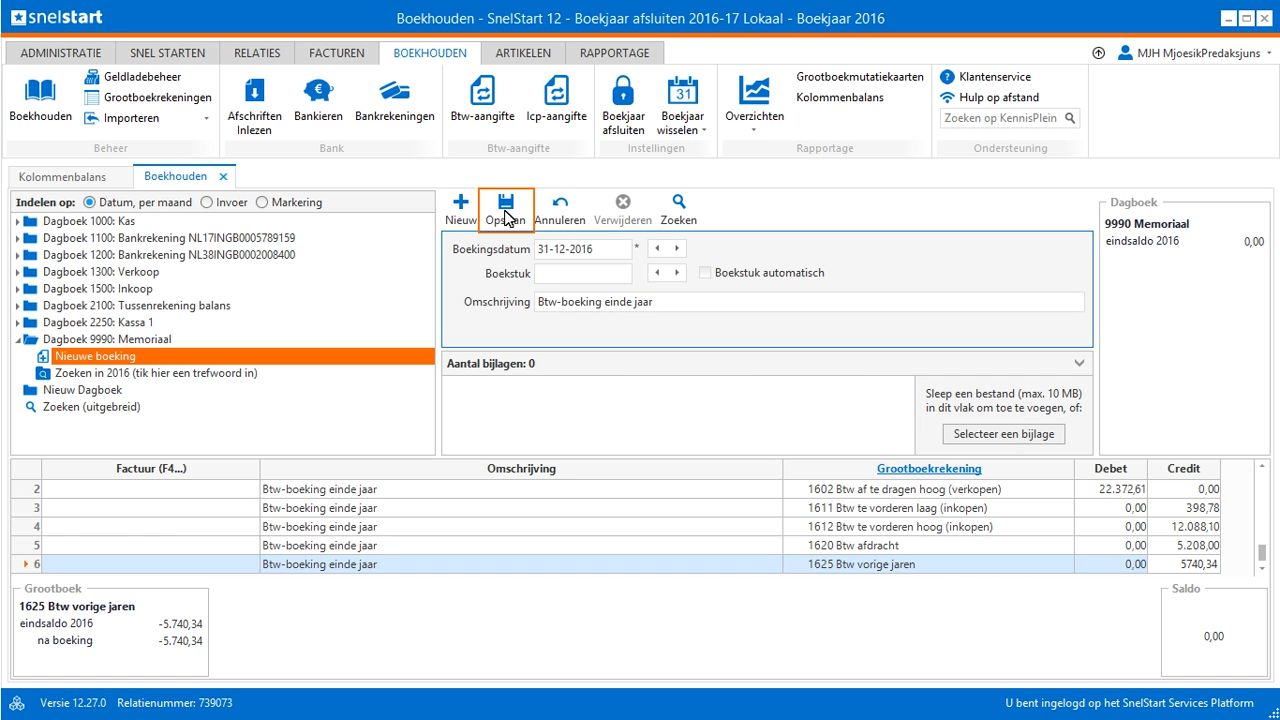 snelstart
Boekhouden - SnelStart 12 - Boekjaar afsluiten 2016-17 Lokaal - Boekjaar 2016
ADMINISTRATIE SNEL STARTEN RELATIES FACTUREN BOEKHOUDEN ARTIKELEN RAPPORTAGE
MJH MjoesikPredaksjuns
Boekhouden
Geldladebeheer
Grootboekrekeningen
Importeren
Beheer
Afschriften Inlezen
Bankieren
Bankrekeningen
Bank
Btw-aangifte
Icp-aangifte
Btw-aangifte
Boekjaar afsluiten
Boekjaar wisselen
31
Instellingen
Overzichten
Grootboekmutatiekaarten
Kolommenbalans
Rapportage
Klantenservice
Hulp op afstand
Zoeken op KennisPlein
Ondersteuning
Kolommenbalans
Boekhouden
Indelen op: Datum, per maand Invoer Markering
Dagboek 1000: Kas
Dagboek 1100: Bankrekening NL17INGB0005789159
Dagboek 1200: Bankrekening NL38INGB0002008400
Dagboek 1300: Verkoop
Dagboek 1500: Inkoop
Dagboek 2100: Tussenrekening balans
Dagboek 2250: Kassa 1
Dagboek 9990: Memoriaal
Nieuwe boeking
Zoeken in 2016 (tik hier een trefwoord in)
Nieuw Dagboek
Zoeken (uitgebreid)
Nieuw Opslaan Annuleren Verwijderen Zoeken
Boekingsdatum 31-12-2016 *
Boekstuk Boekstuk automatisch
Omschrijving Btw-boeking einde jaar
Aantal bijlagen: 0
Sleep een bestand (max. 10 MB)
in dit vlak om toe te voegen, of:
Selecteer een bijlage
Dagboek
9990 Memoriaal
eindsaldo 2016 0,00
Factuur (F4...) Omschrijving Grootboekrekening Debet Credit
2 Btw-boeking einde jaar 1602 Btw af te dragen hoog (verkopen) 22.372,61 0,00
3 Btw-boeking einde jaar 1611 Btw te vorderen laag (inkopen) 0,00 398,78
4 Btw-boeking einde jaar 1612 Btw te vorderen hoog (inkopen) 0,00 12.088,10
5 Btw-boeking einde jaar 1620 Btw afdracht 0,00 5.208,00
6 Btw-boeking einde jaar 1625 Btw vorige jaren 0,00 5740,34
Grootboek
1625 Btw vorige jaren
eindsaldo 2016 -5.740,34
na boeking -5.740,34
Saldo
0,00
Versie 12.27.0 Relatienummer: 739073
U bent ingelogd op het SnelStart Services Platform